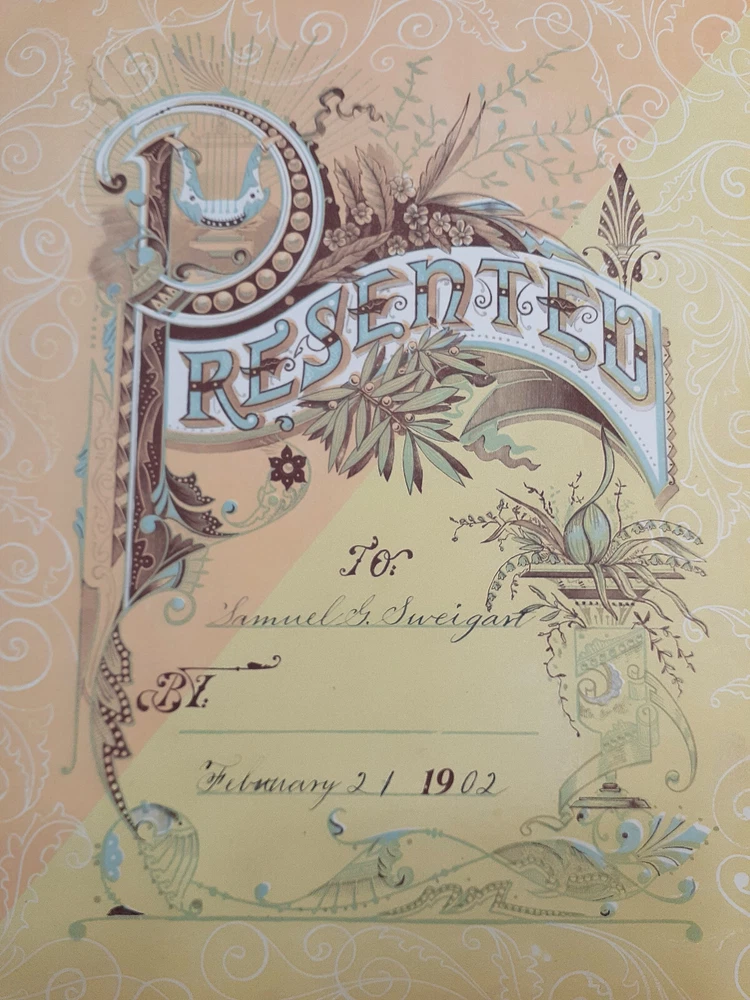 PRESENTED
TO:
Samuel G. Sweigart
BY:
February 21 1902